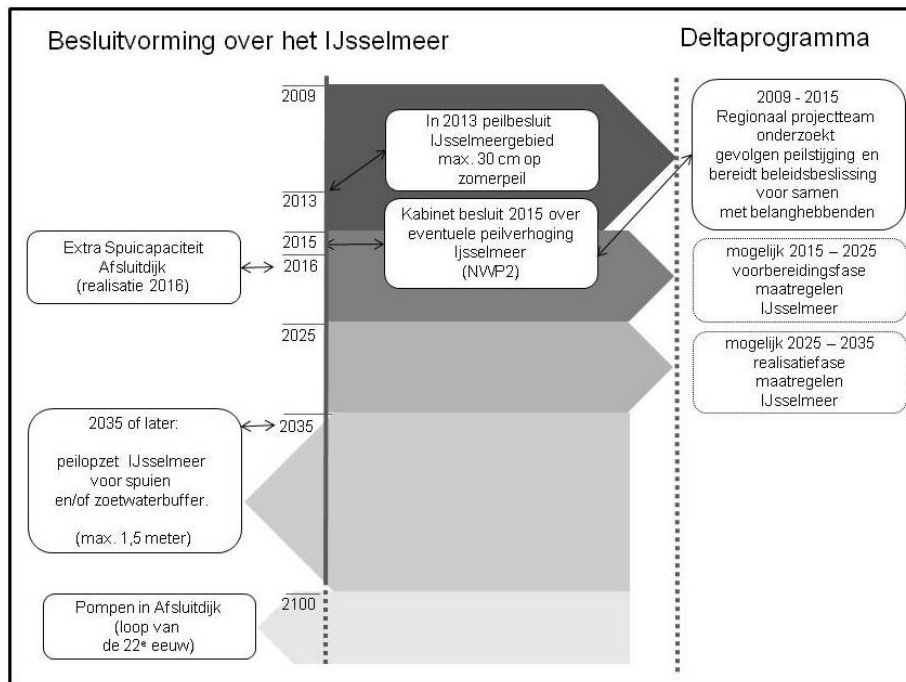 Besluitvorming over het IJsselmeer
Deltaprogramma
2009
2013
2015
2016
2025
2035
2100
In 2013 peilbesluit
IJsselmeergebied
max. 30 cm op
zomerpeil
Kabinet besluit 2015 over
eventuele peilverhoging
Ijsselmeer
(NWP2)
Extra Spuicapaciteit
Afsluitdijk
(realisatie 2016)
2035 of later:
peilopzet IJsselmeer
voor spuien
en/of zoetwaterbuffer.
(max. 1,5 meter)
Pompen in Afsluitdijk
(loop van
de 22e eeuw)
2009 - 2015
Regionaal projectteam
onderzoekt
gevolgen peilstijging en
bereidt beleidsbeslissing
voor samen
met belanghebbenden
mogelijk 2015 – 2025
voorbereidingsfase
maatregelen
IJsselmeer
mogelijk 2025 – 2035
realisatiefase
maatregelen
IJsselmeer